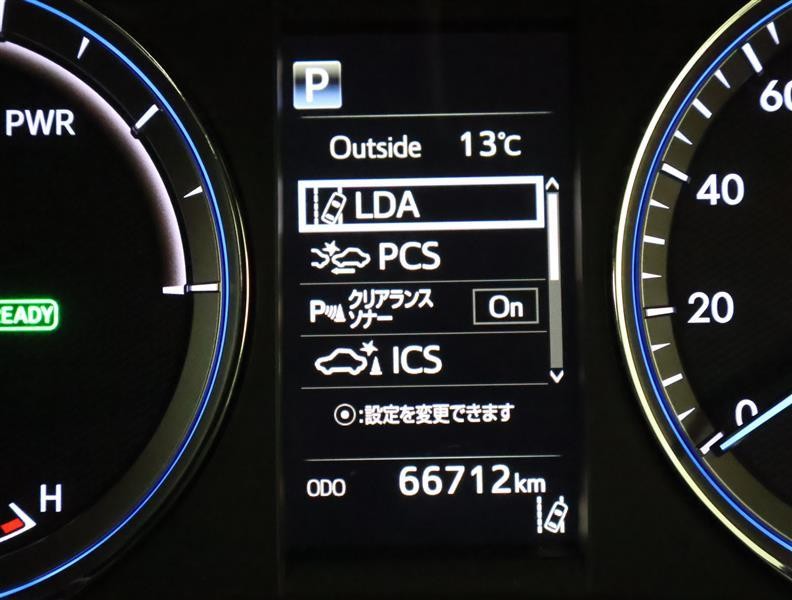 P
PWR
Outside 13℃
LDA
PCS
P クリアランス
ソナー On
ICS
:設定を変更できます
ODO 66712km
READY
H
60
40
20
0